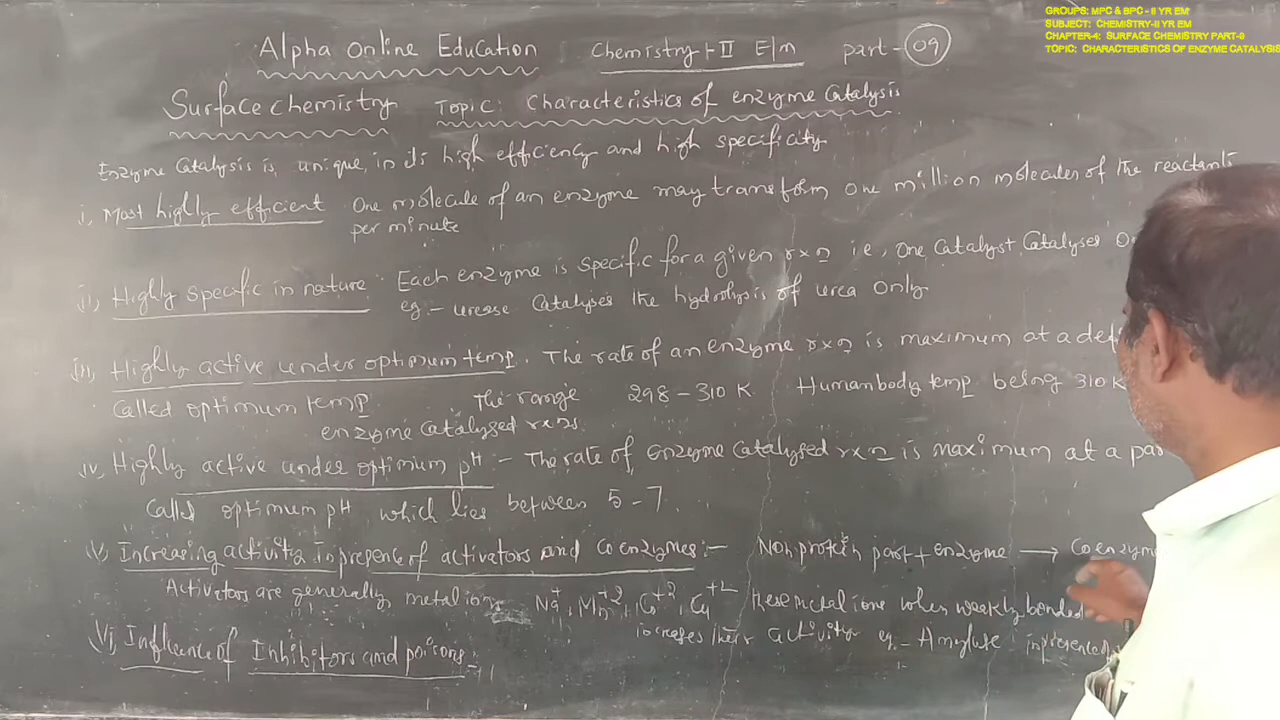 GROUPS: MPC & BPC - II YR EM
SUBJECT: CHEMISTRY-II YR EM
CHAPTER-4: SURFACE CHEMISTRY PART-9
TOPIC: CHARACTERISTICS OF ENZYME CATALYSIS
Alpha Online Education Chemistry-II E/m part-09
Surface chemistry TOPIC: Characteristics of enzyme Catalysis
Enzyme Catalysis is unique in its high efficiency and high specificity
i, Most highly efficient One molecule of an enzyme may transform one million molecules of the reactants
per minute
ii, Highly specific in nature: Each enzyme is specific for a given rxn ie, one Catalyst Catalyses
eg:- urease Catalyses the hydrolysis of urea only
iii, Highly active under optimum temp. The rate of an enzyme rxn is maximum at a
Called optimum temp The range 298-310 K Human body temp being 310 K
enzyme catalysed rxns
iv, Highly active under optimum pH - The rate of enzyme catalysed rxn is maximum at a
Called optimum pH which lies between 5-7.
V, Increasing activity in presence of activators and Co enzymes:- Non protein part + enzyme → Co enzyme
Activators are generally metal ions Na+, Mn+2, Co+2, Cu+2 these metal ions when weakly bonded
increases their activity eg- Amylase in presence
Vi, Influence of Inhibitors and poisons-